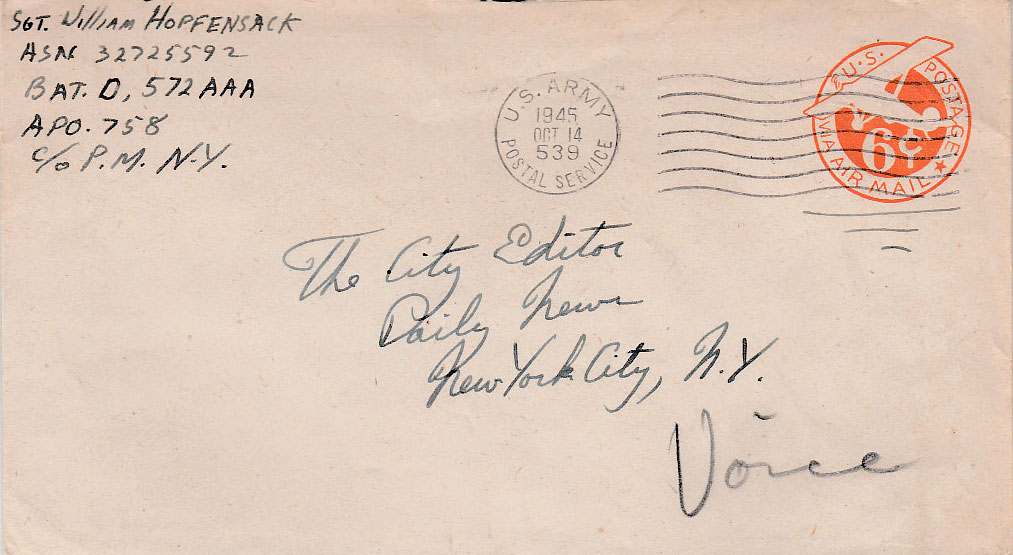 SGT. William HOPFENSACK
ASN 32725592
BAT. D, 572 AAA
APO. 758
c/o P.M. N.Y.
U.S. ARMY
1945
OCT 14
539
POSTAL SERVICE
U.S. POSTAGE
6¢
VIA AIR MAIL
The City Editor
Daily News
New York City, N.Y.
Voice